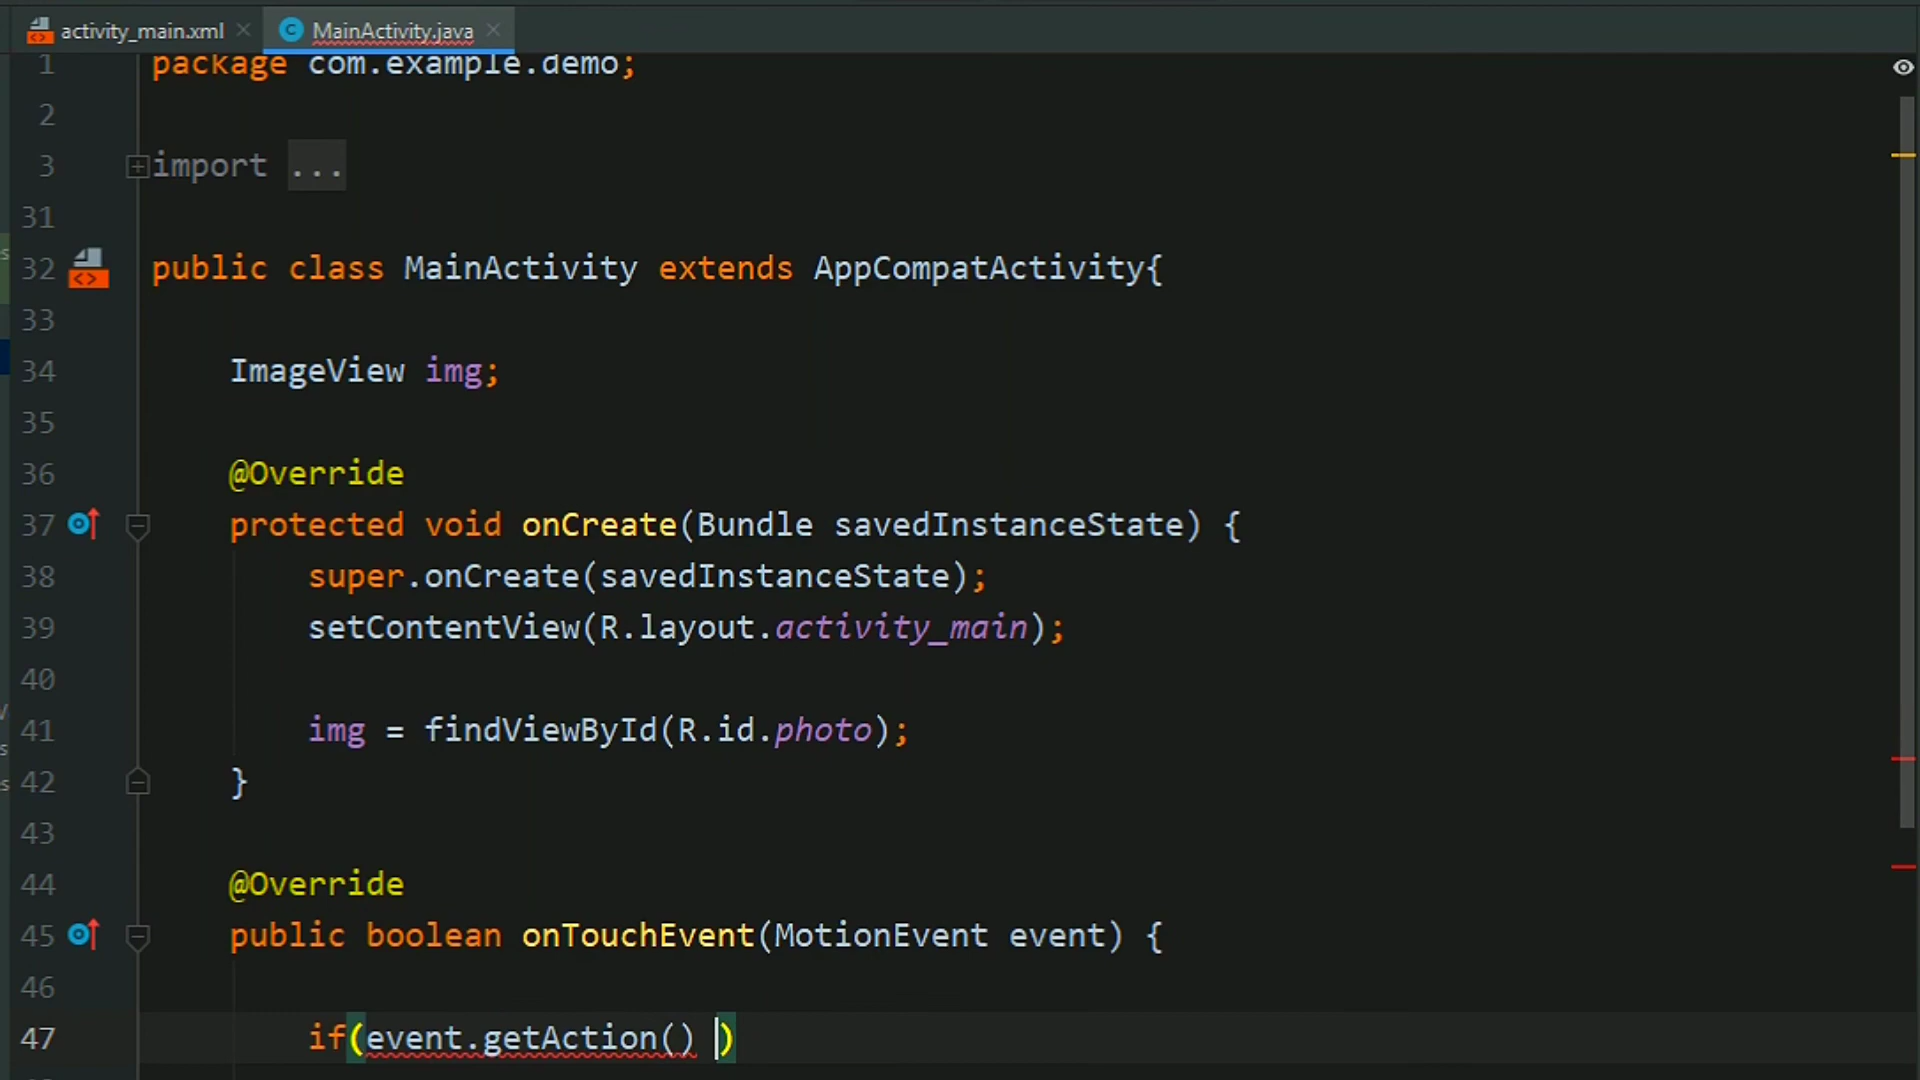 activity_main.xml
MainActivity.java
1 package com.example.demo;
2
3 import ...
31
32 public class MainActivity extends AppCompatActivity{
33
34 ImageView img;
35
36 @Override
37 protected void onCreate(Bundle savedInstanceState) {
38 super.onCreate(savedInstanceState);
39 setContentView(R.layout.activity_main);
40
41 img = findViewById(R.id.photo);
42 }
43
44 @Override
45 public boolean onTouchEvent(MotionEvent event) {
46
47 if(event.getAction() )